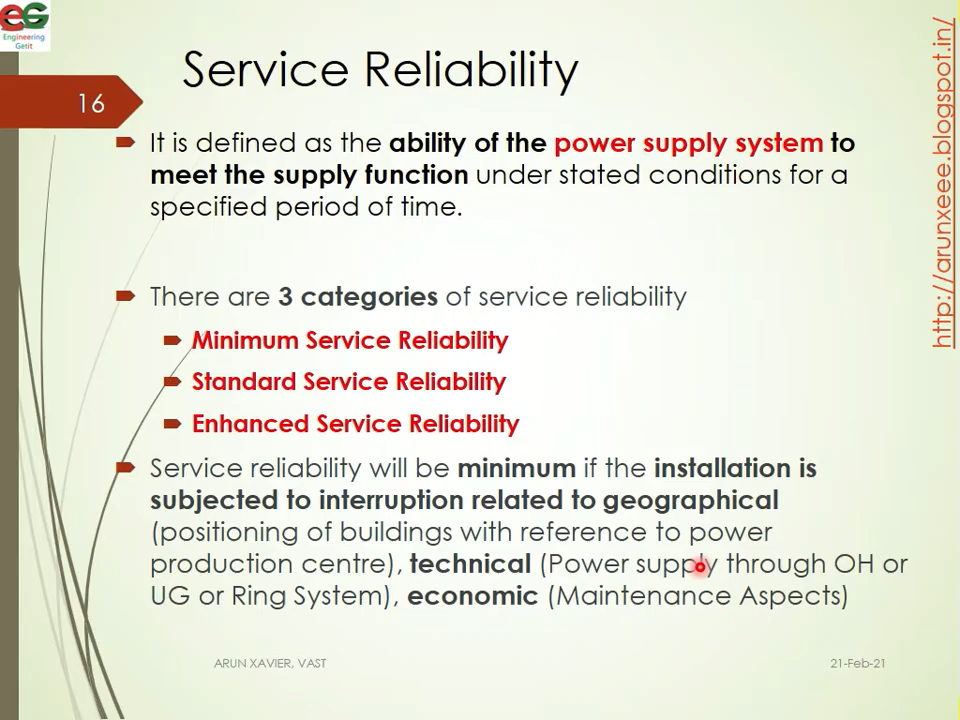 EG
Engineering
Getit
Service Reliability
16
http://arunxeee.blogspot.in/
It is defined as the ability of the power supply system to
meet the supply function under stated conditions for a
specified period of time.
There are 3 categories of service reliability
Minimum Service Reliability
Standard Service Reliability
Enhanced Service Reliability
Service reliability will be minimum if the installation is
subjected to interruption related to geographical
(positioning of buildings with reference to power
production centre), technical (Power supply through OH or
UG or Ring System), economic (Maintenance Aspects)
ARUN XAVIER, VAST
21-Feb-21